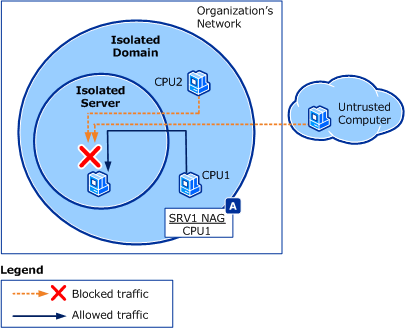 Organization's
Network
Isolated
Domain
CPU2
Isolated
Server
Untrusted
Computer
CPU1
A
SRV1 NAG
CPU1
Legend
Blocked traffic
Allowed traffic